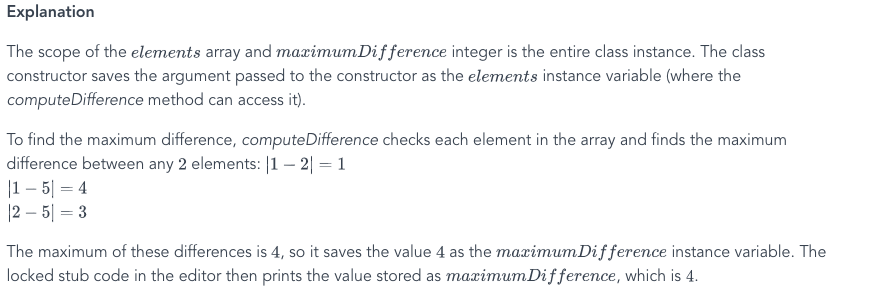 Explanation
The scope of the elements array and maximumDifference integer is the entire class instance. The class
constructor saves the argument passed to the constructor as the elements instance variable (where the
computeDifference method can access it).
To find the maximum difference, computeDifference checks each element in the array and finds the maximum
difference between any 2 elements: |1 − 2| = 1
|1 − 5| = 4
|2 − 5| = 3
The maximum of these differences is 4, so it saves the value 4 as the maximumDifference instance variable. The
locked stub code in the editor then prints the value stored as maximumDifference, which is 4.